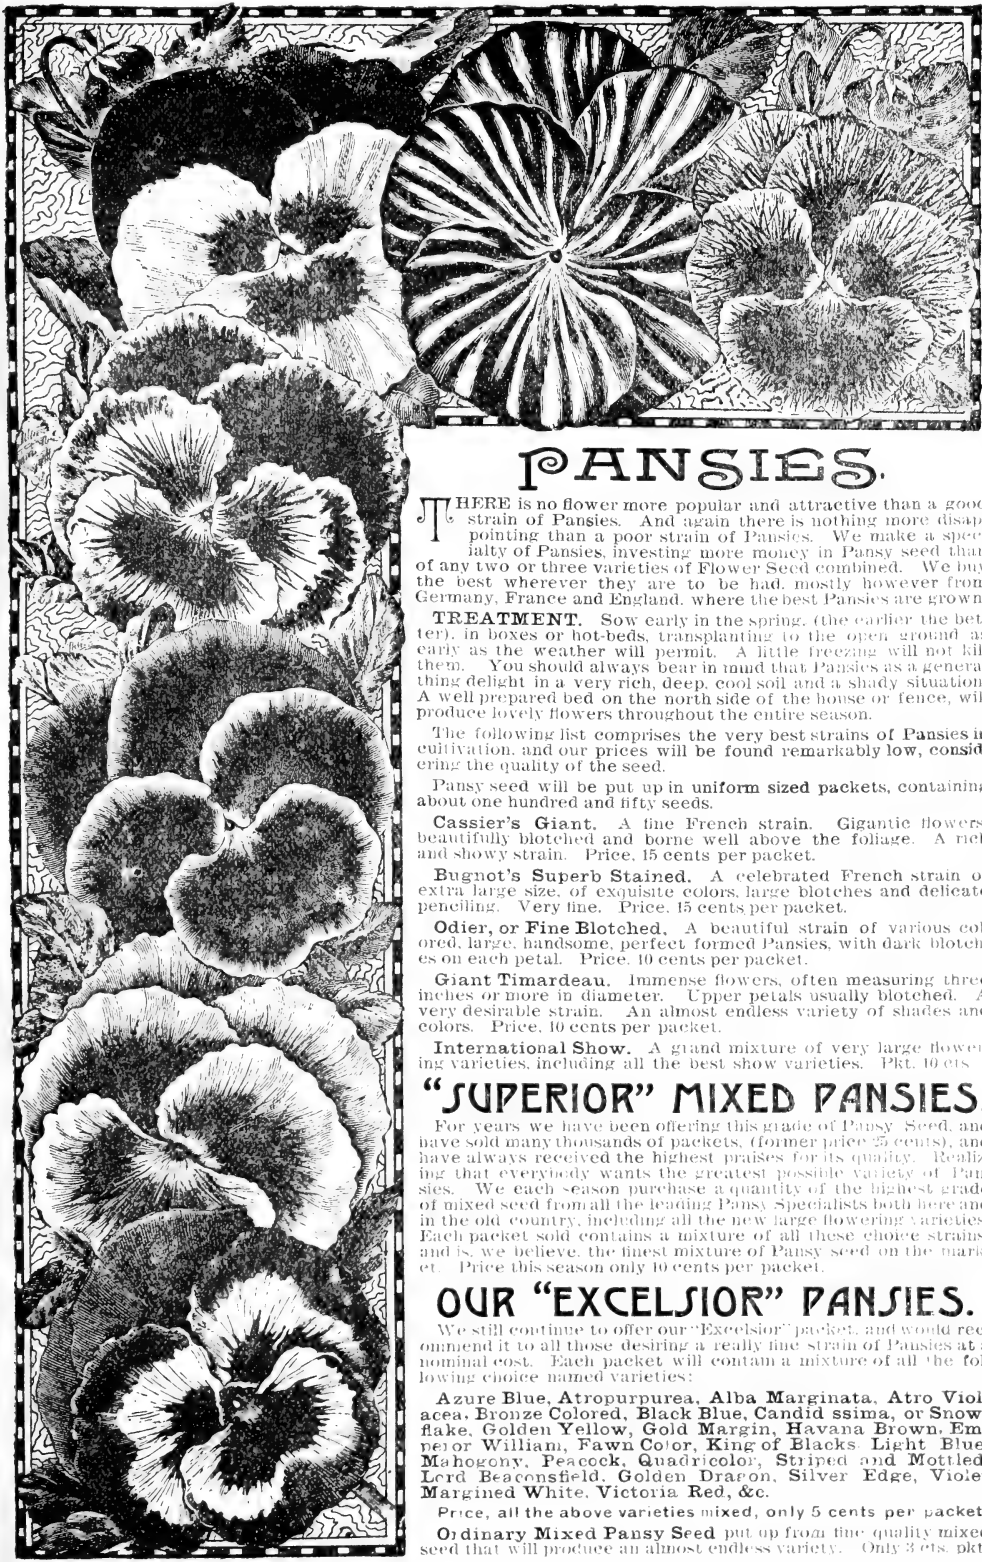 PANSIES.
THERE is no flower more popular and attractive than a good
strain of Pansies. And again there is nothing more disap
pointing than a poor strain of Pansies. We make a spec
ialty of Pansies, investing more money in Pansy seed than
of any two or three varieties of Flower Seed combined. We buy
the best wherever they are to be had, mostly however from
Germany, France and England, where the best Pansies are grown
TREATMENT. Sow early in the spring, (the earlier the bet
ter), in boxes or hot-beds, transplanting to the open ground as
early as the weather will permit. A little freezing will not kil
them. You should always bear in mind that Pansies as a genera
thing delight in a very rich, deep, cool soil and a shady situation
A well prepared bed on the north side of the house or fence, wil
produce lovely flowers throughout the entire season.
The following list comprises the very best strains of Pansies in
cultivation, and our prices will be found remarkably low, consid
ering the quality of the seed.
Pansy seed will be put up in uniform sized packets, containing
about one hundred and fifty seeds.
Cassier's Giant. A fine French strain. Gigantic flowers
beautifully blotched and borne well above the foliage. A rich
and showy strain. Price, 15 cents per packet.
Bugnot's Superb Stained. A celebrated French strain o
extra large size, of exquisite colors, large blotches and delicate
penciling. Very fine. Price, 15 cents per packet.
Odier, or Fine Blotched. A beautiful strain of various col
ored, large, handsome, perfect formed Pansies, with dark blotch
es on each petal. Price, 10 cents per packet.
Giant Timardeau. Immense flowers, often measuring three
inches or more in diameter. Upper petals usually blotched. A
very desirable strain. An almost endless variety of shades and
colors. Price, 10 cents per packet.
International Show. A grand mixture of very large flower
ing varieties, including all the best show varieties. Pkt. 10 cts
"SUPERIOR" MIXED PANSIES.
For years we have been offering this grade of Pansy Seed, and
have sold many thousands of packets, (former price 25 cents), and
have always received the highest praises for its quality. Realiz
ing that everybody wants the greatest possible variety of Pan
sies. We each season purchase a quantity of the highest grade
of mixed seed from all the leading Pansy Specialists both here and
in the old country, including all the new large flowering varieties
Each packet sold contains a mixture of all these choice strains
and is, we believe, the finest mixture of Pansy seed on the mark
et. Price this season only 10 cents per packet.
OUR "EXCELSIOR" PANSIES.
We still continue to offer our "Excelsior" packet, and would rec
ommend it to all those desiring a really fine strain of Pansies at a
nominal cost. Each packet will contain a mixture of all the fol
lowing choice named varieties:
Azure Blue, Atropurpurea, Alba Marginata, Atro Viol
acea, Bronze Colored, Black Blue, Candid ssima, or Snow
flake, Golden Yellow, Gold Margin, Havana Brown, Em
peror William, Fawn Color, King of Blacks Light Blue
Mahogony, Peacock, Quadricolor, Striped and Mottled
Lord Beaconsfield, Golden Dragon, Silver Edge, Violet
Margined White, Victoria Red, &c.
Price, all the above varieties mixed, only 5 cents per packet
Ordinary Mixed Pansy Seed put up from fine quality mixed
seed that will produce an almost endless variety. Only 3 cts. pkt